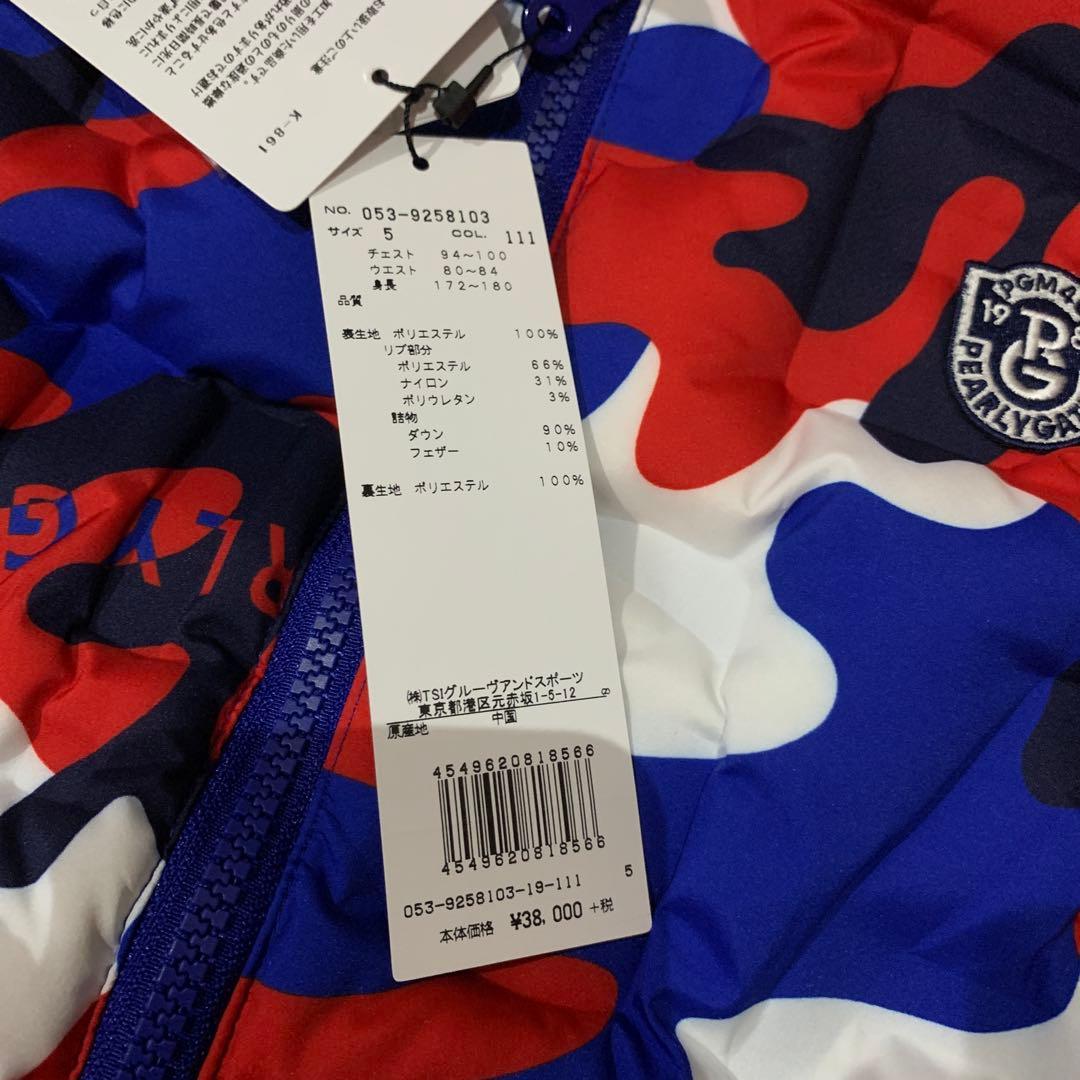 K-861
NO. 053-9258103
サイズ 5 COL. 111
チェスト 94~100
ウエスト 80~84
身長 172~180
品質
裏生地 ポリエステル 100%
リブ部分
ポリエステル 66%
ナイロン 31%
ポリウレタン 3%
詰物
ダウン 90%
フェザー 10%
裏生地 ポリエステル 100%
㈱TSIグルーヴアンドスポーツ
東京都港区元赤坂1-5-12
原産地 中国
4549620818566
4549620818566
053-9258103-19-111 5
本体価格 ¥38,000 +税
PGM4
19 8
PG
PEARLYGAT